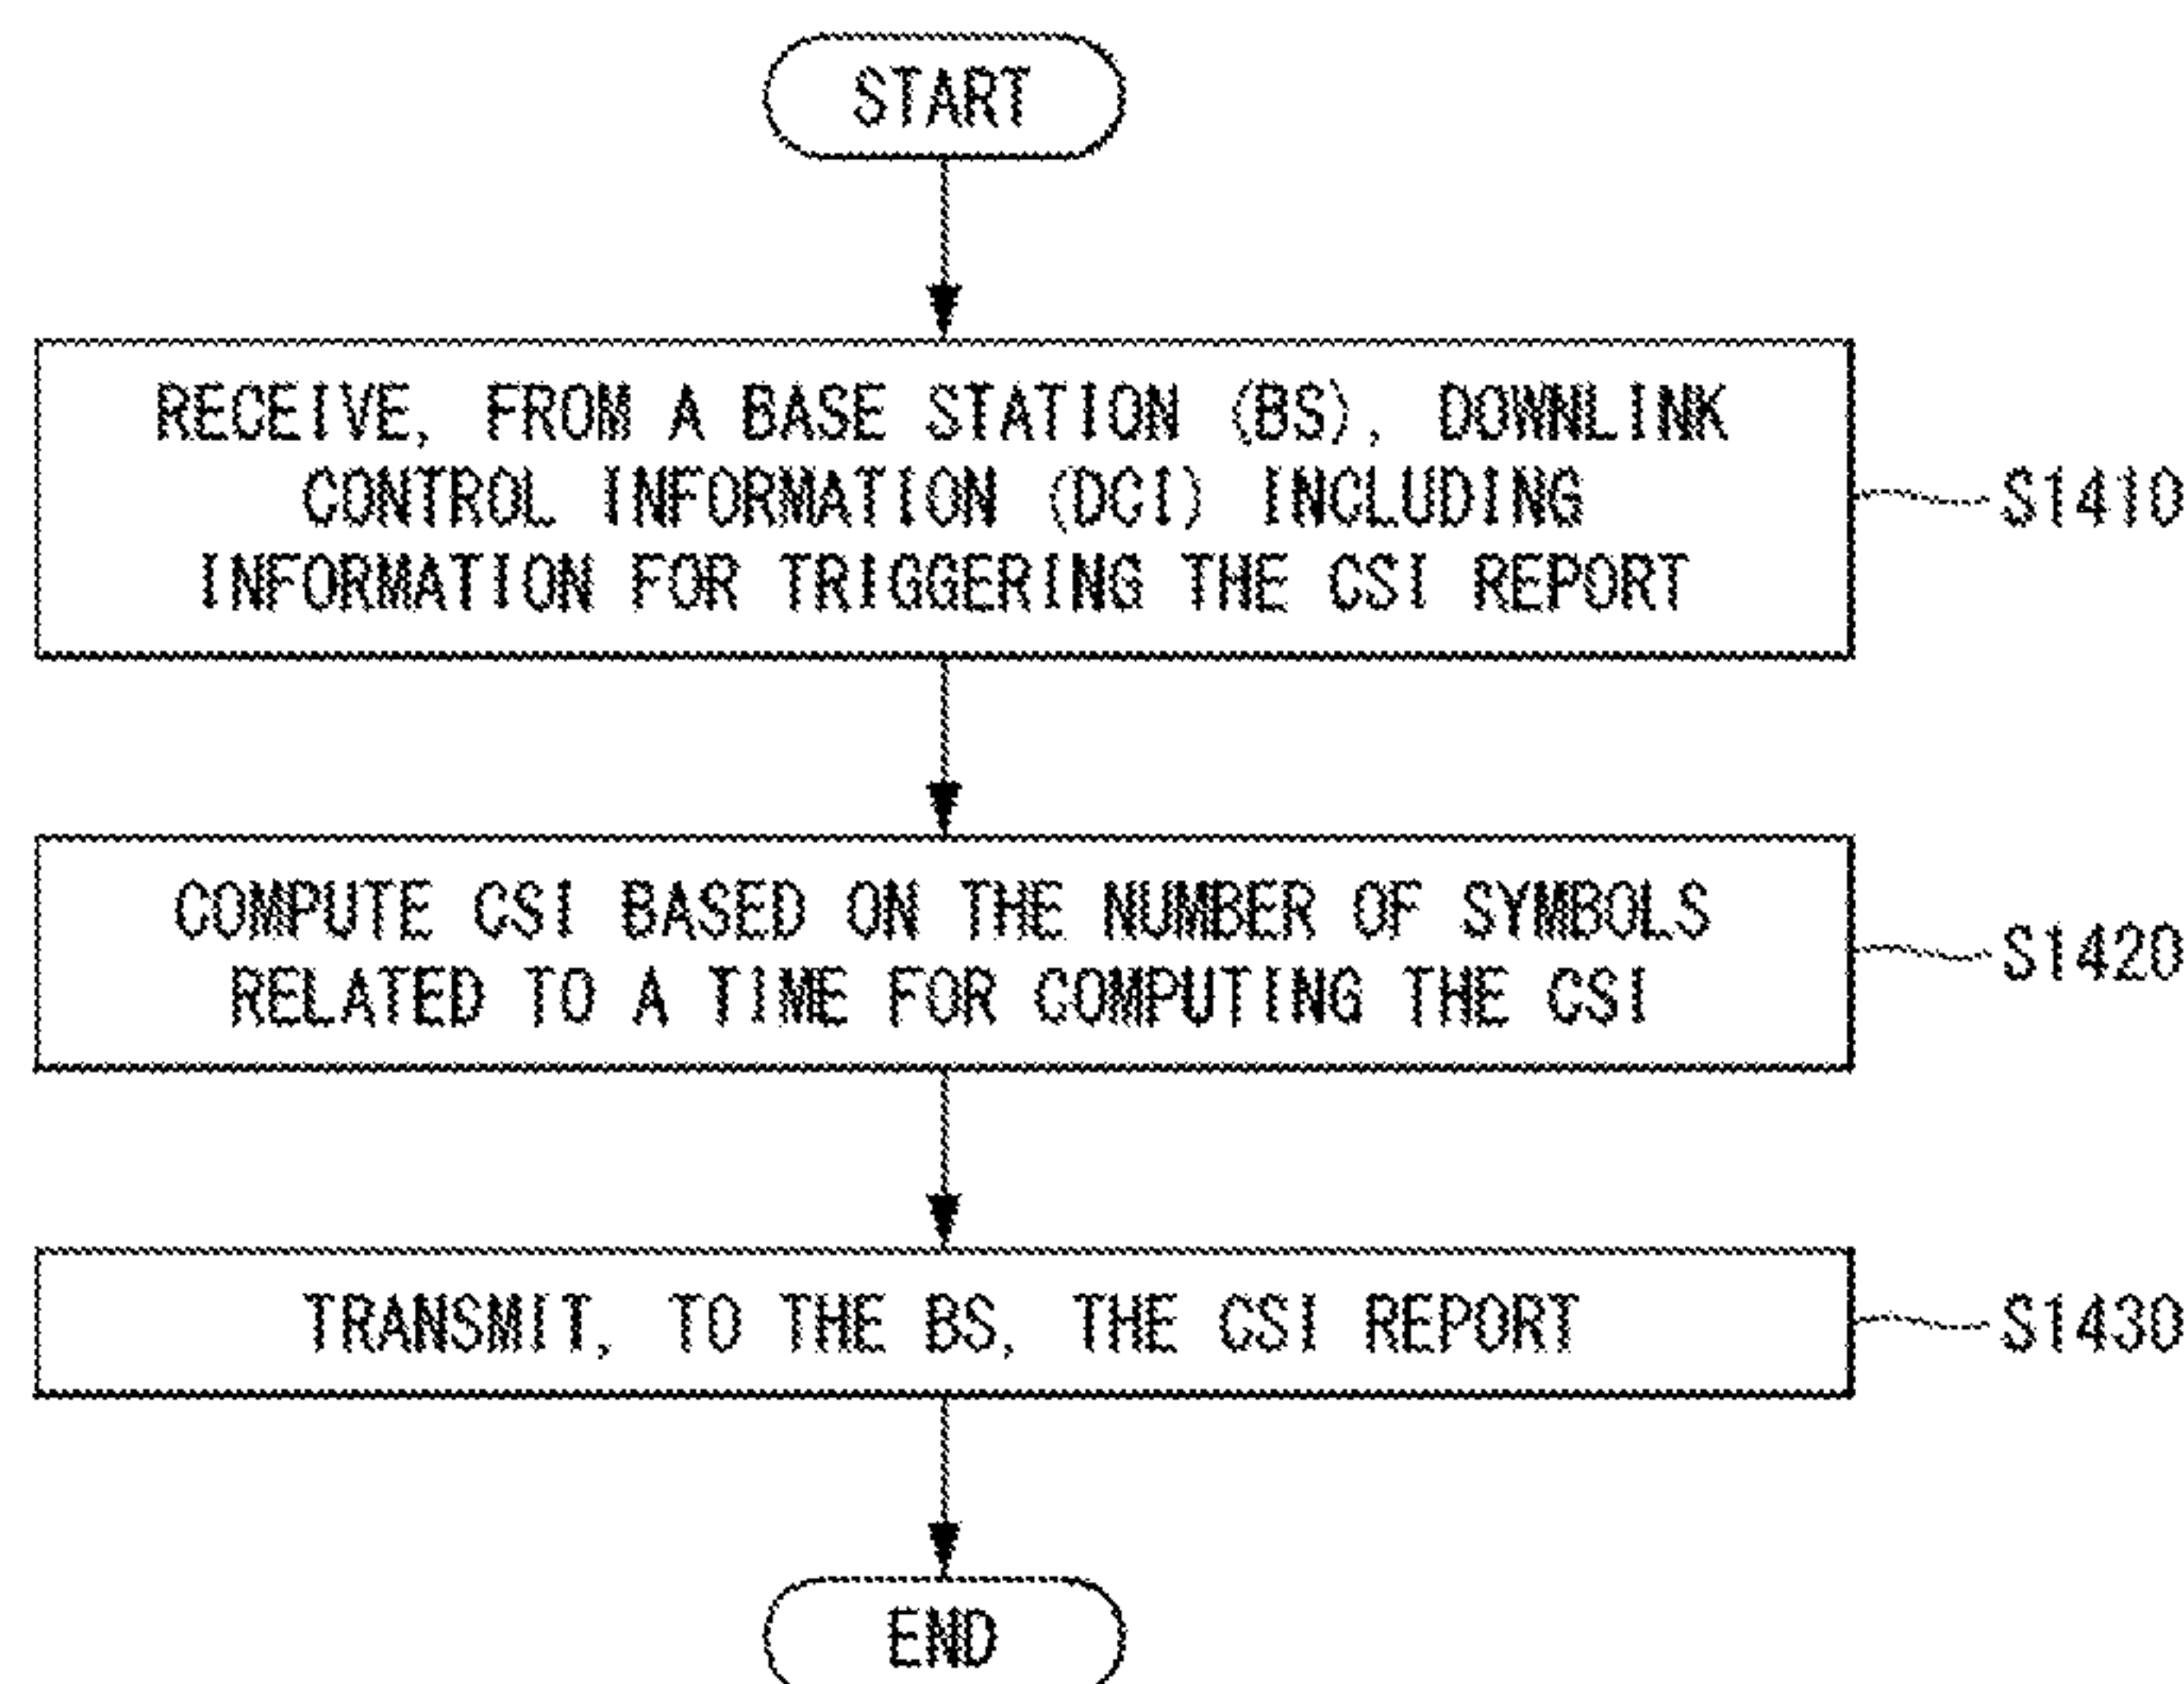 START
RECEIVE, FROM A BASE STATION (BS), DOWNLINK
CONTROL INFORMATION (DCI) INCLUDING
INFORMATION FOR TRIGGERING THE CSI REPORT
S1410
COMPUTE CSI BASED ON THE NUMBER OF SYMBOLS
RELATED TO A TIME FOR COMPUTING THE CSI
S1420
TRANSMIT, TO THE BS, THE CSI REPORT
S1430
END